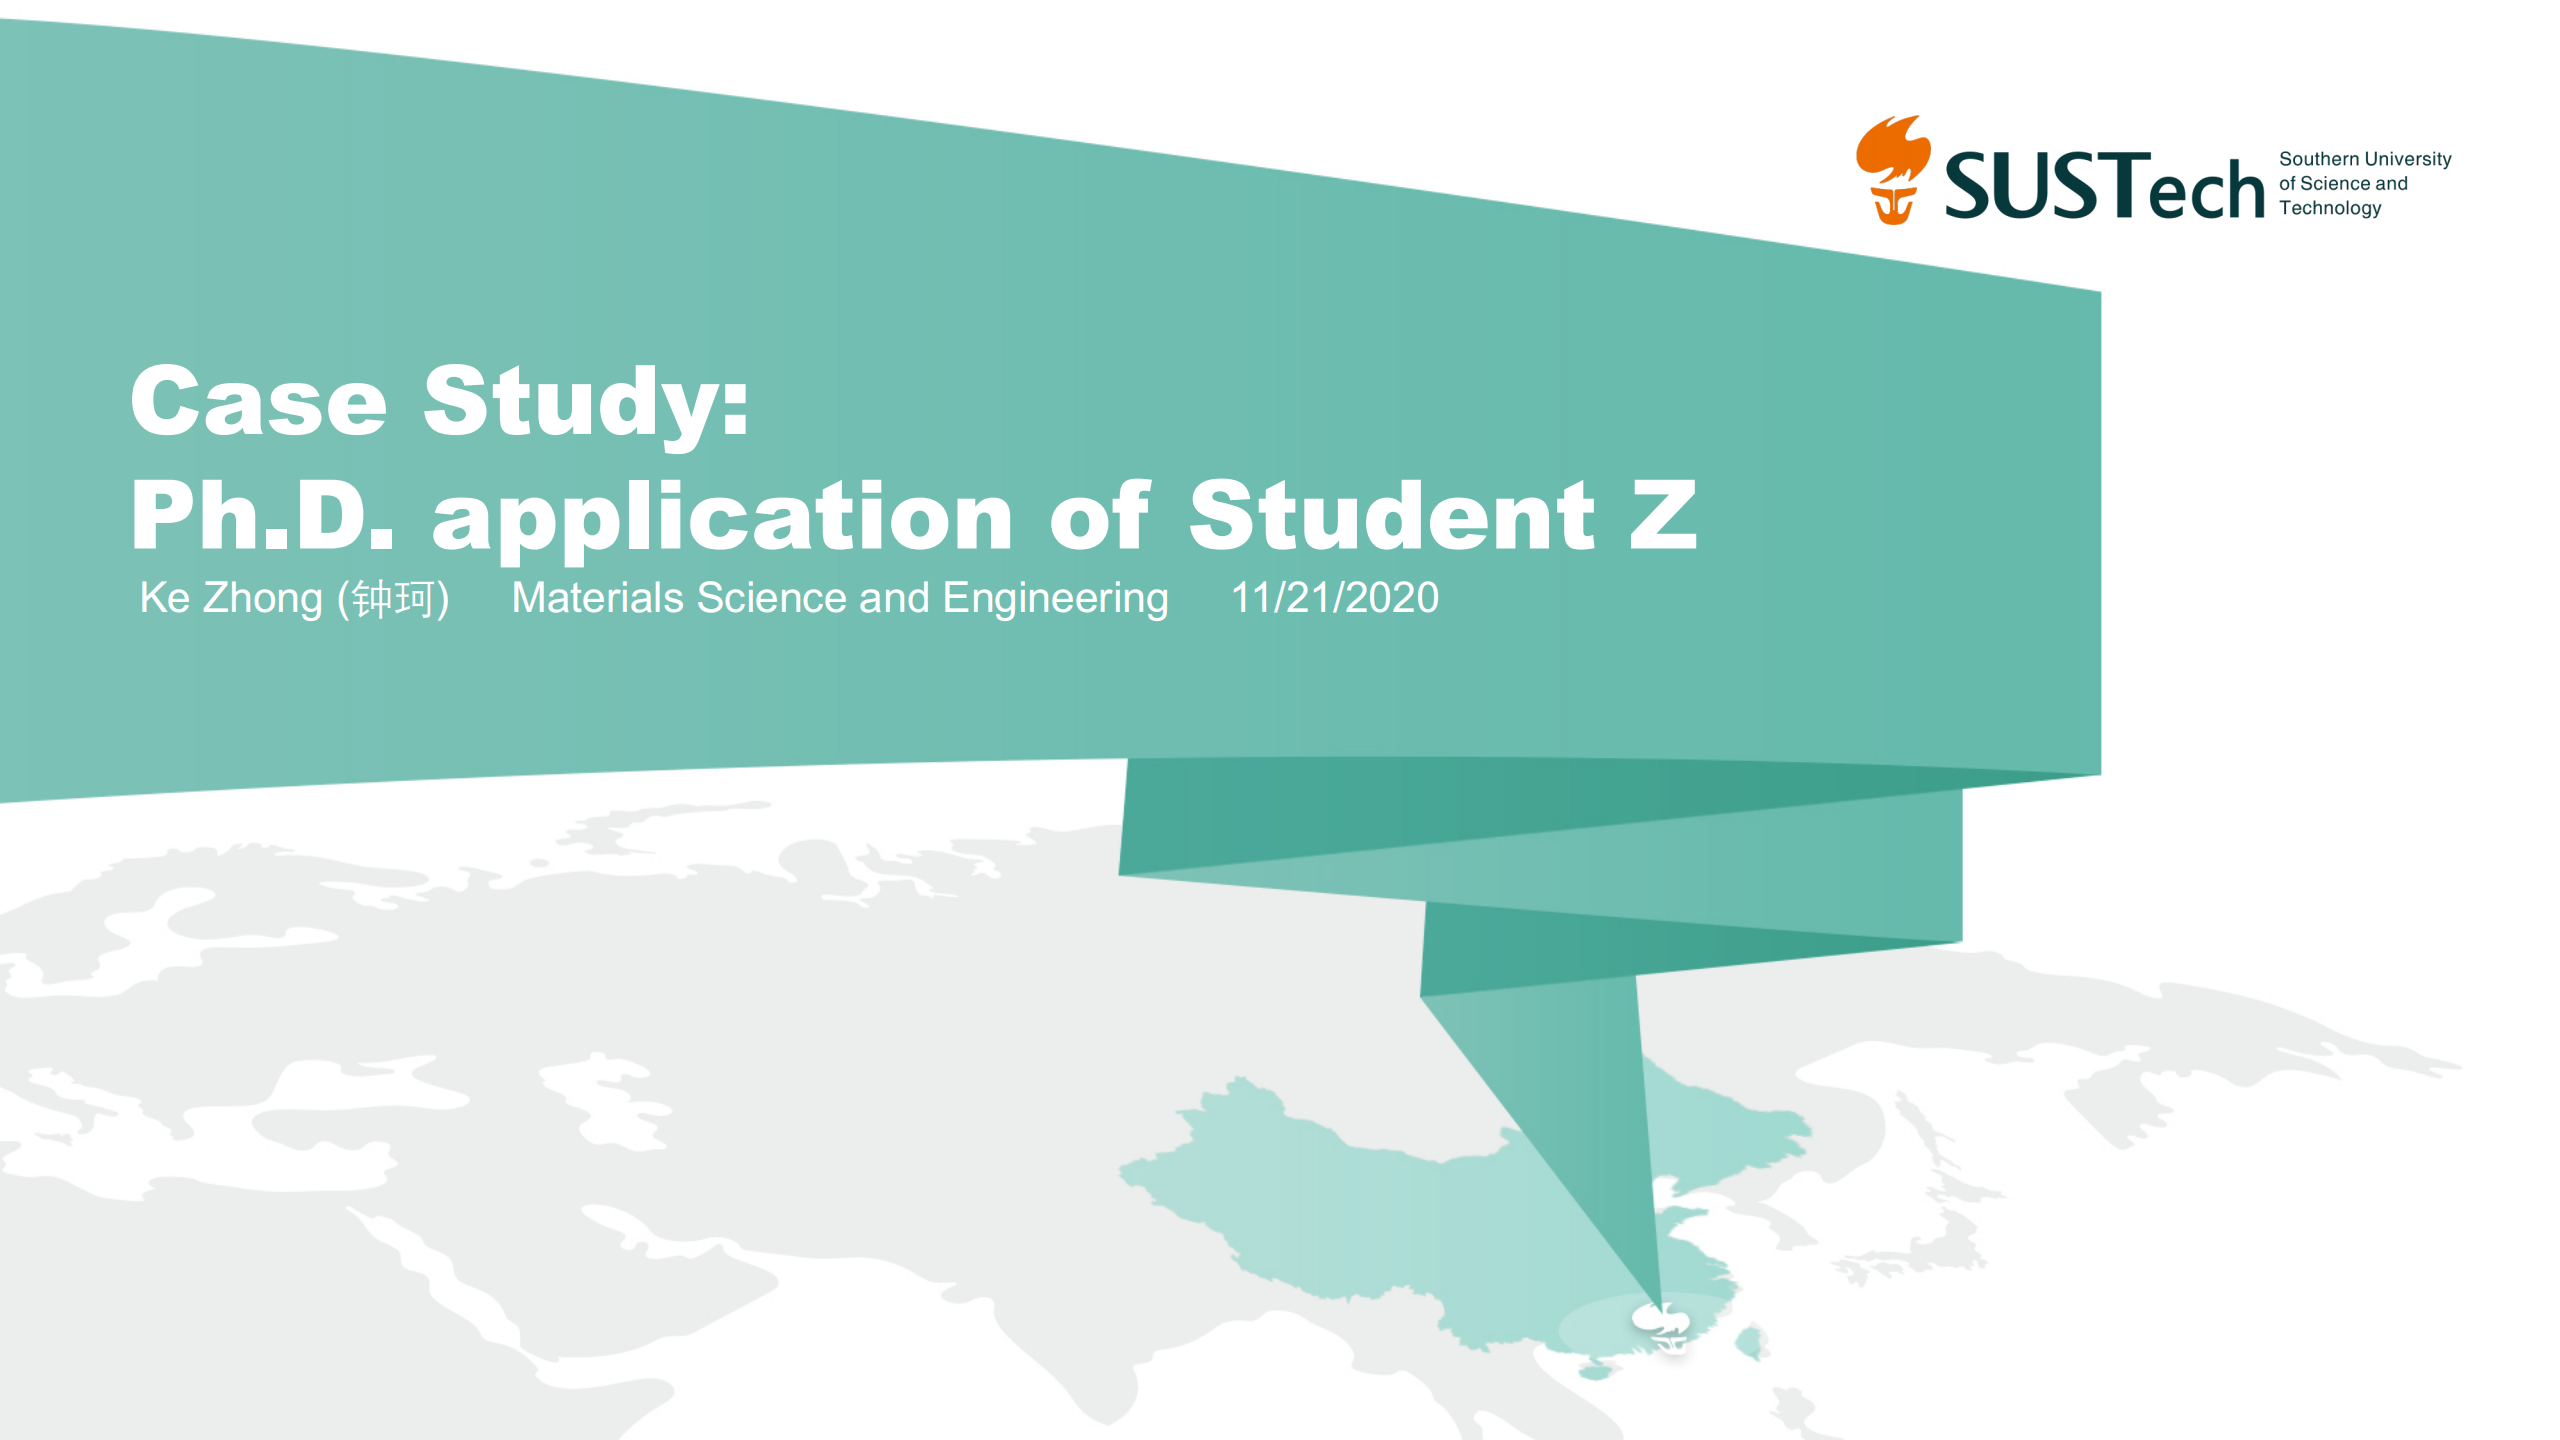 SUSTech
Southern University
of Science and
Technology
Case Study:
Ph.D. application of Student Z
Ke Zhong (钟珂) Materials Science and Engineering 11/21/2020